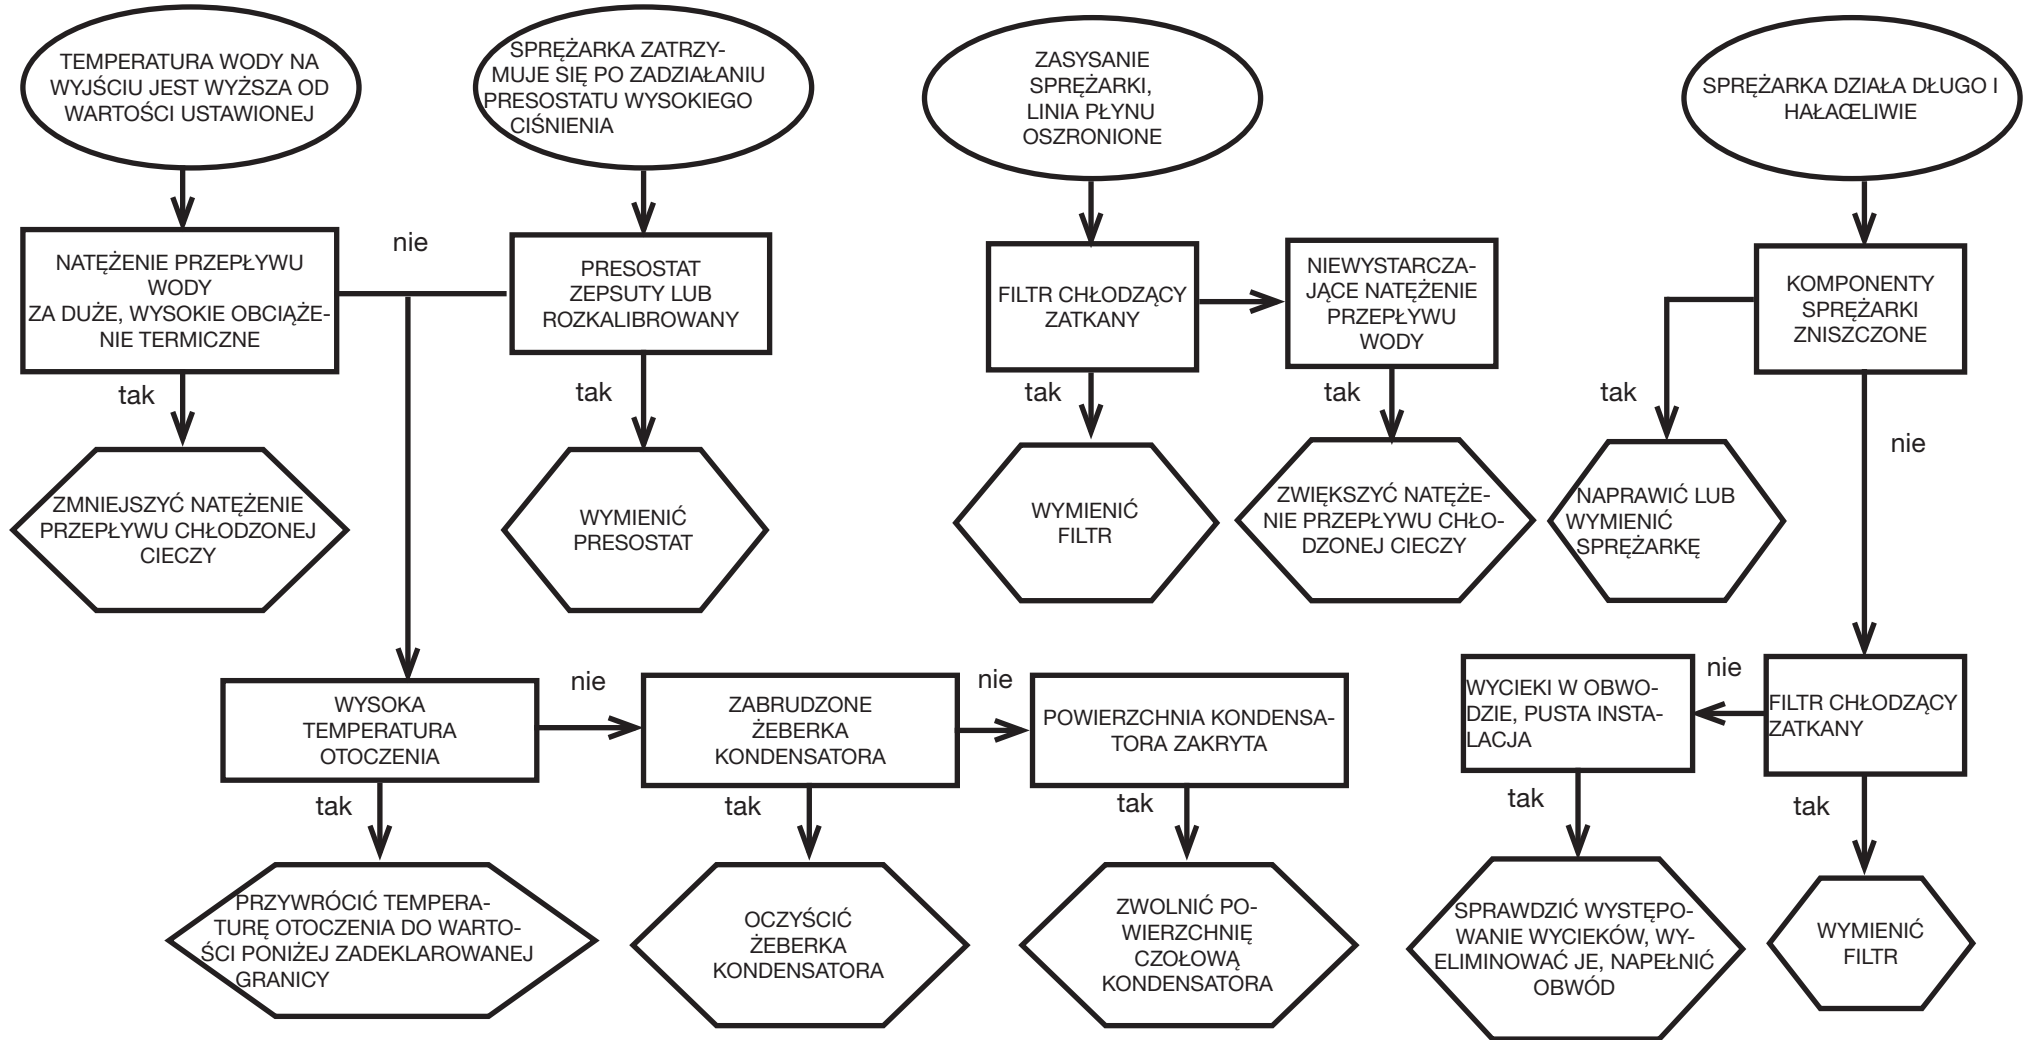 TEMPERATURA WODY NA
WYJŚCIU JEST WYŻSZA OD
WARTOŚCI USTAWIONEJ
SPRĘŻARKA ZATRZY-
MUJE SIĘ PO ZADZIAŁANIU
PRESOSTATU WYSOKIEGO
CIŚNIENIA
ZASYSANIE
SPRĘŻARKI,
LINIA PŁYNU
OSZRONIONE
SPRĘŻARKA DZIAŁA DŁUGO I
HAŁAŒLIWIE
NATĘŻENIE PRZEPŁYWU
WODY
ZA DUŻE, WYSOKIE OBCIĄŻE-
NIE TERMICZNE
nie
PRESOSTAT
ZEPSUTY LUB
ROZKALIBROWANY
FILTR CHŁODZĄCY
ZATKANY
NIEWYSTARCZA-
JĄCE NATĘŻENIE
PRZEPŁYWU
WODY
KOMPONENTY
SPRĘŻARKI
ZNISZCZONE
tak
tak
tak
tak
tak
nie
ZMNIEJSZYĆ NATĘŻENIE
PRZEPŁYWU CHŁODZONEJ
CIECZY
WYMIENIĆ
PRESOSTAT
WYMIENIĆ
FILTR
ZWIĘKSZYĆ NATĘŻE-
NIE PRZEPŁYWU CHŁO-
DZONEJ CIECZY
NAPRAWIĆ LUB
WYMIENIĆ
SPRĘŻARKĘ
WYSOKA
TEMPERATURA
OTOCZENIA
nie
ZABRUDZONE
ŻEBERKA
KONDENSATORA
nie
POWIERZCHNIA KONDENSA-
TORA ZAKRYTA
WYCIEKI W OBWO-
DZIE, PUSTA INSTA-
LACJA
nie
FILTR CHŁODZĄCY
ZATKANY
tak
tak
tak
tak
tak
PRZYWRÓCIĆ TEMPERA-
TURĘ OTOCZENIA DO WARTO-
ŚCI PONIŻEJ ZADEKLAROWANEJ
GRANICY
OCZYŚCIĆ
ŻEBERKA
KONDENSATORA
ZWOLNIĆ PO-
WIERZCHNIĘ
CZOŁOWĄ
KONDENSATORA
SPRAWDZIĆ WYSTĘPO-
WANIE WYCIEKÓW, WY-
ELIMINOWAĆ JE, NAPEŁNIĆ
OBWÓD
WYMIENIĆ
FILTR